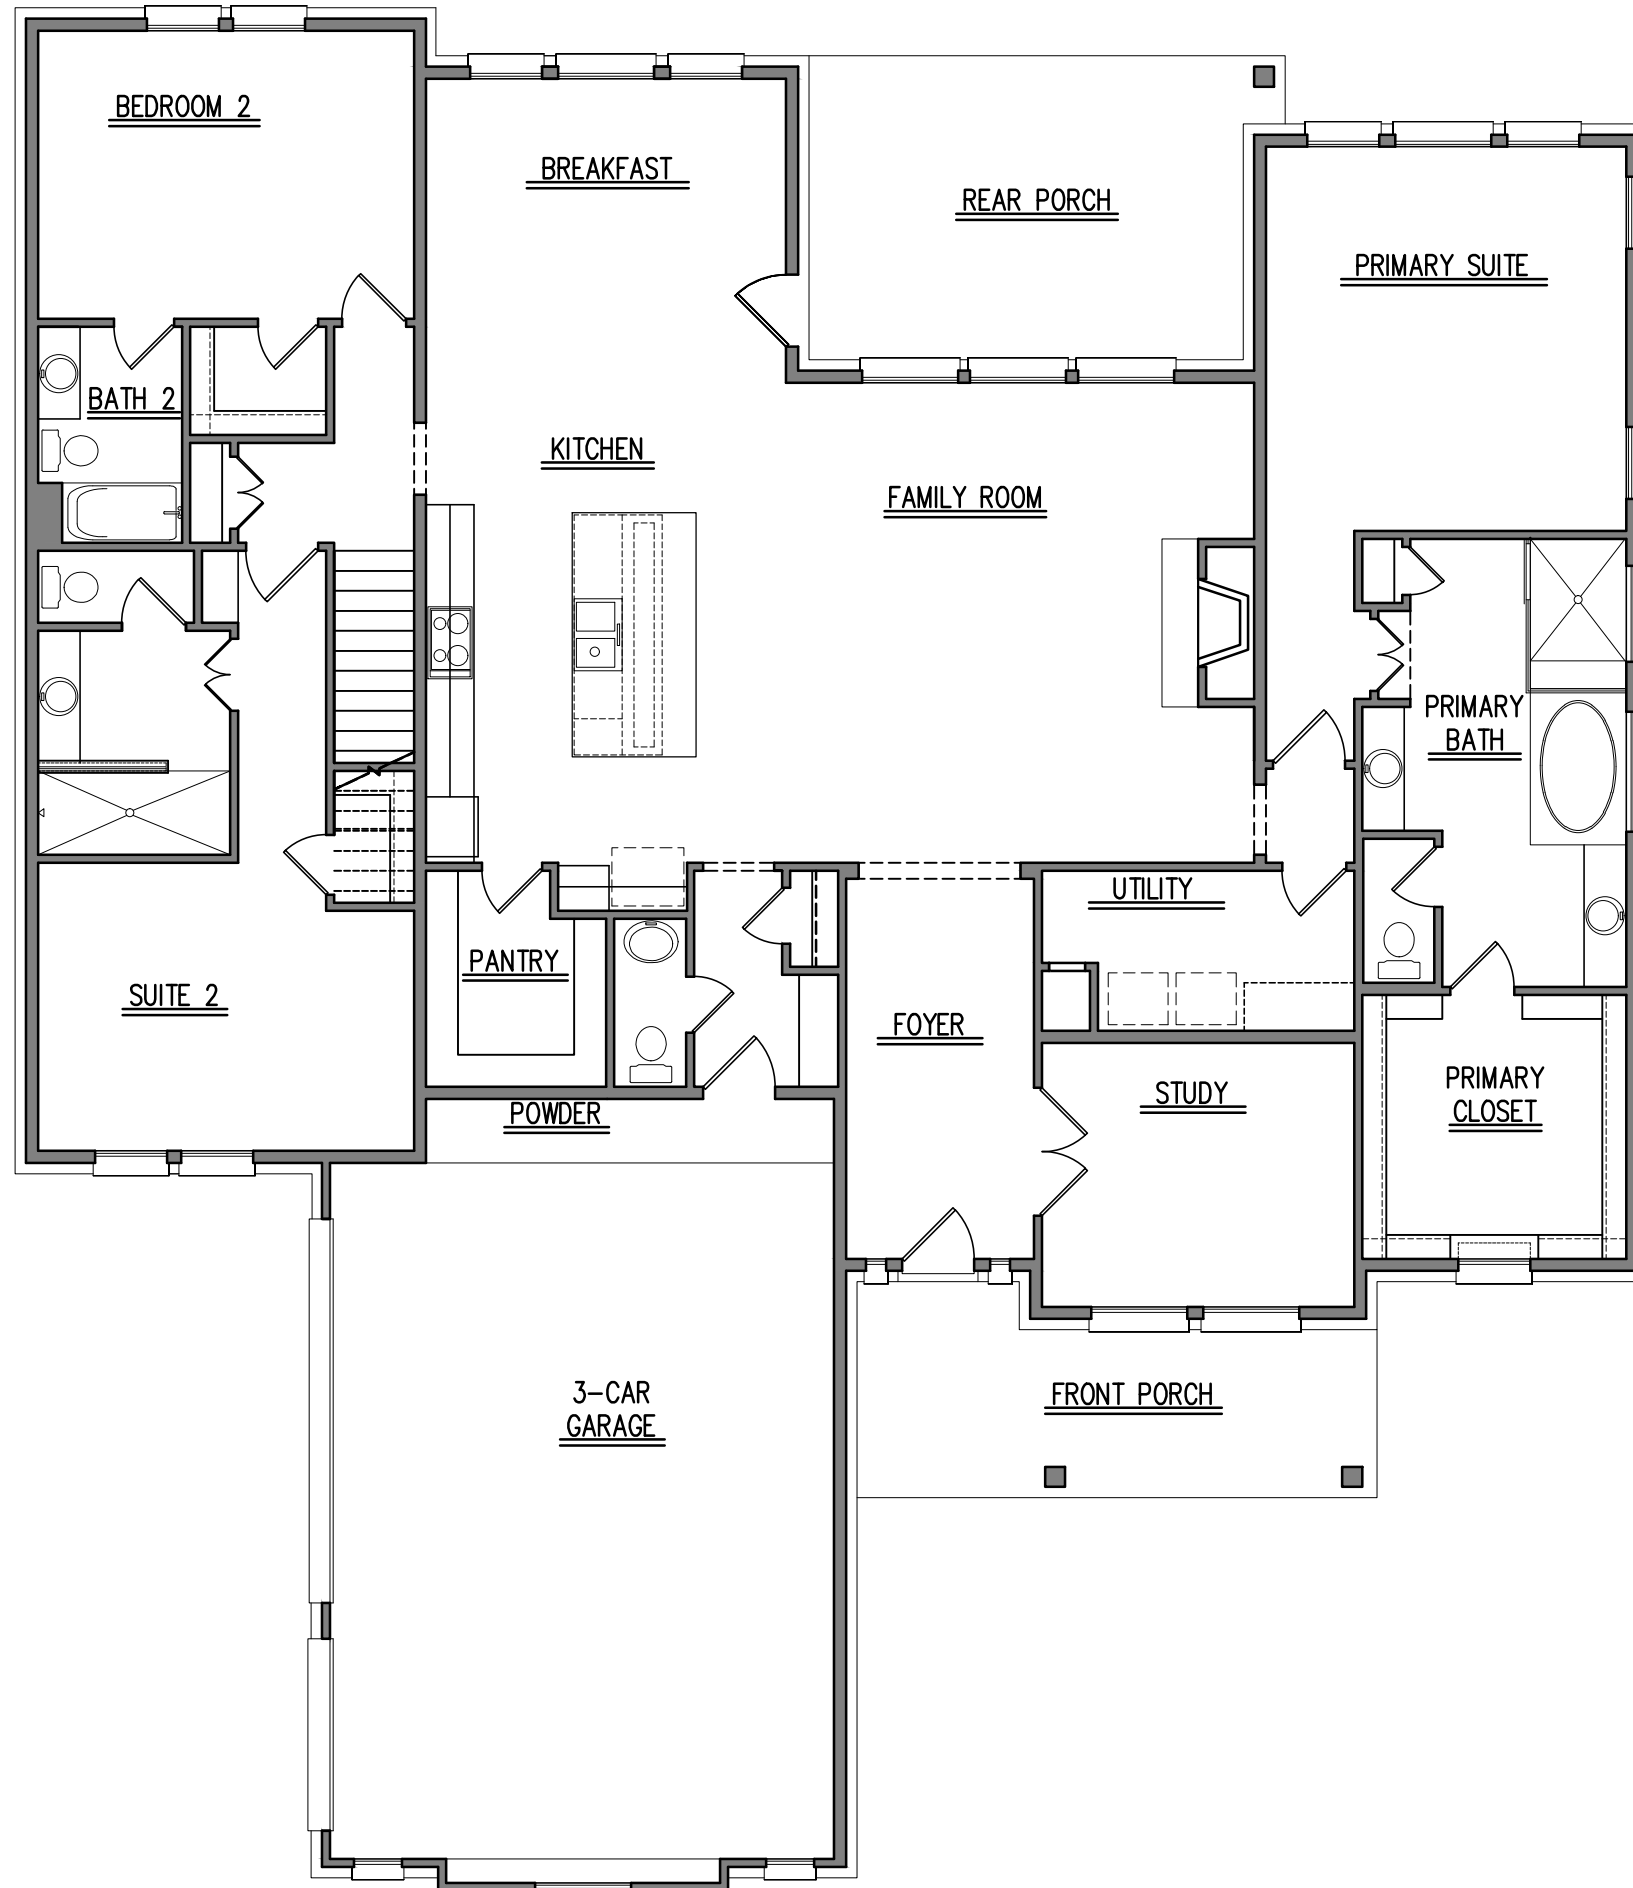 BEDROOM 2
BREAKFAST
REAR PORCH
PRIMARY SUITE
BATH 2
KITCHEN
FAMILY ROOM
PRIMARY
BATH
UTILITY
PANTRY
SUITE 2
FOYER
STUDY
PRIMARY
CLOSET
POWDER
3-CAR
GARAGE
FRONT PORCH